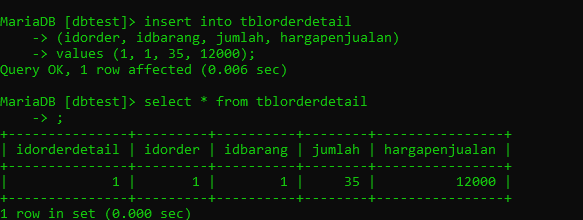 MariaDB [dbtest]> insert into tblorderdetail
    -> (idorder, idbarang, jumlah, hargapenjualan)
    -> values (1, 1, 35, 12000);
Query OK, 1 row affected (0.006 sec)

MariaDB [dbtest]> select * from tblorderdetail
    -> ;
+---------------+---------+----------+--------+----------------+
| idorderdetail | idorder | idbarang | jumlah | hargapenjualan |
+---------------+---------+----------+--------+----------------+
|             1 |       1 |        1 |     35 |          12000 |
+---------------+---------+----------+--------+----------------+
1 row in set (0.000 sec)